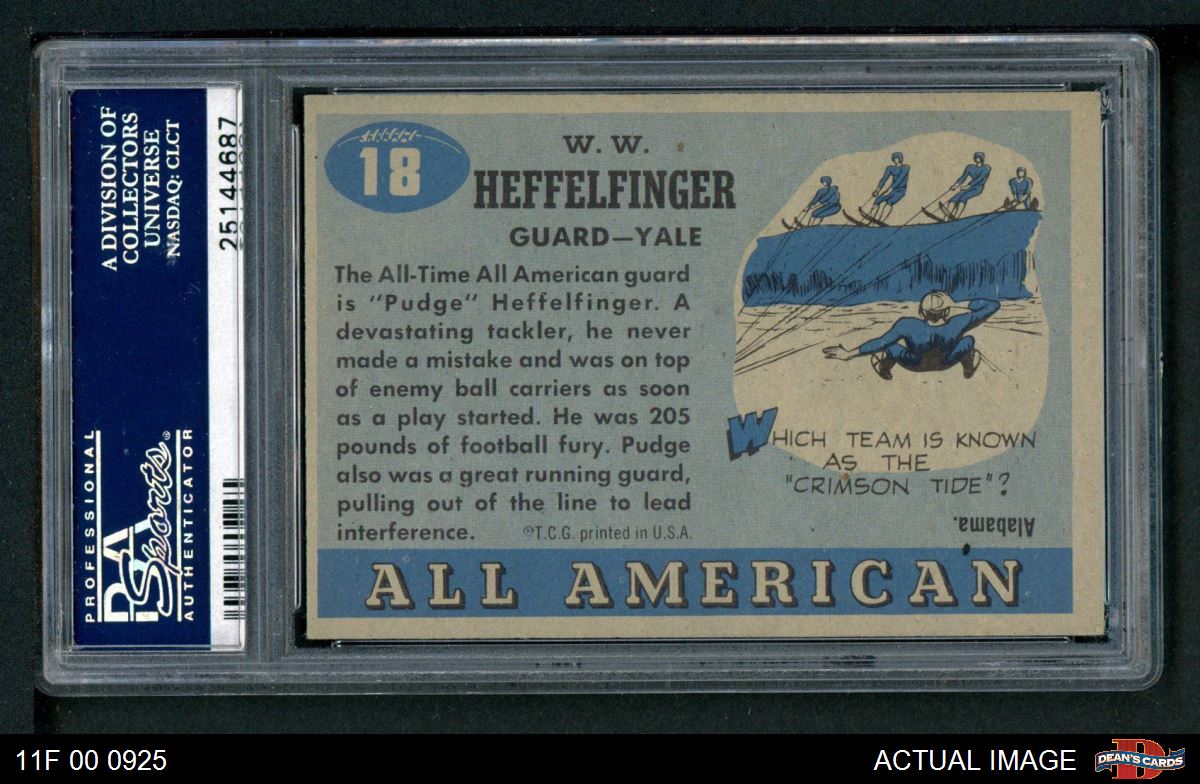 A DIVISION OF
COLLECTORS
UNIVERSE
NASDAQ: CLCT
25144687
PROFESSIONAL
PSA
Sports
AUTHENTICATOR
18
W. W.
HEFFELFINGER
GUARD—YALE
The All-Time All American guard
is "Pudge" Heffelfinger. A
devastating tackler, he never
made a mistake and was on top
of enemy ball carriers as soon
as a play started. He was 205
pounds of football fury. Pudge
also was a great running guard,
pulling out of the line to lead
interference. ©T.C.G. printed in U.S.A.
WHICH TEAM IS KNOWN
AS THE
"CRIMSON TIDE"?
Alabama.
ALL AMERICAN
11F 00 0925
ACTUAL IMAGE
DEAN'S CARDS